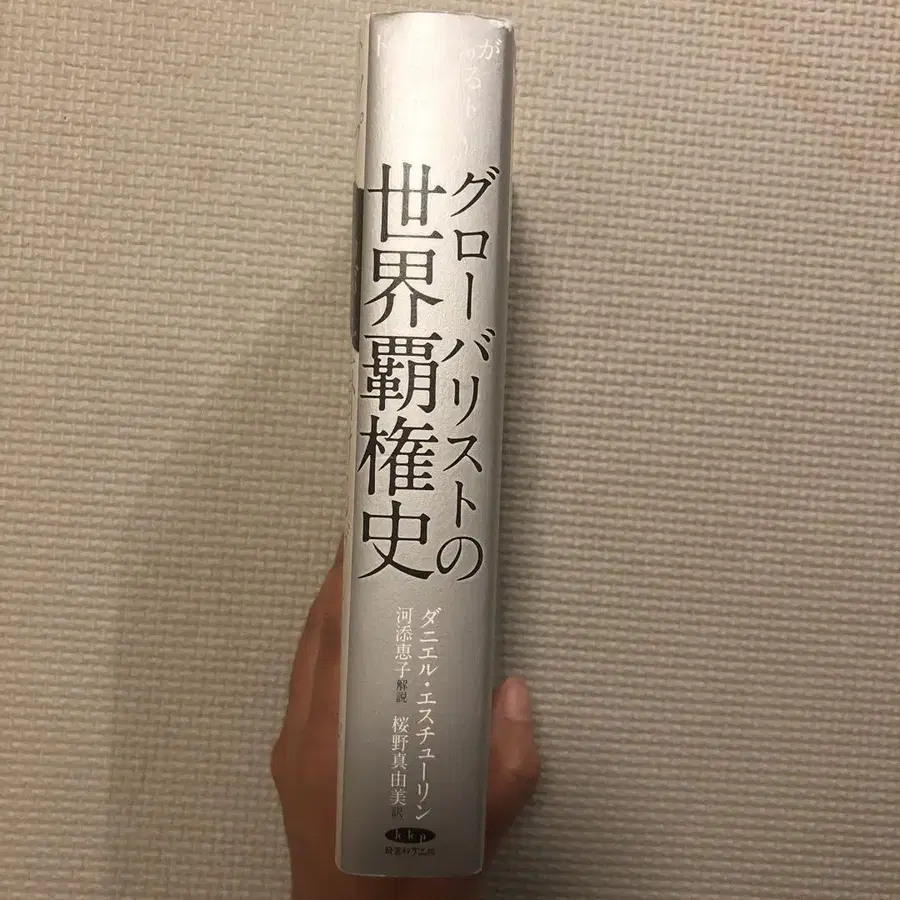 グローバリストの
世界覇権史
ダニエル・エスチューリン
河添恵子 解説
桜野真由美 訳
kkp